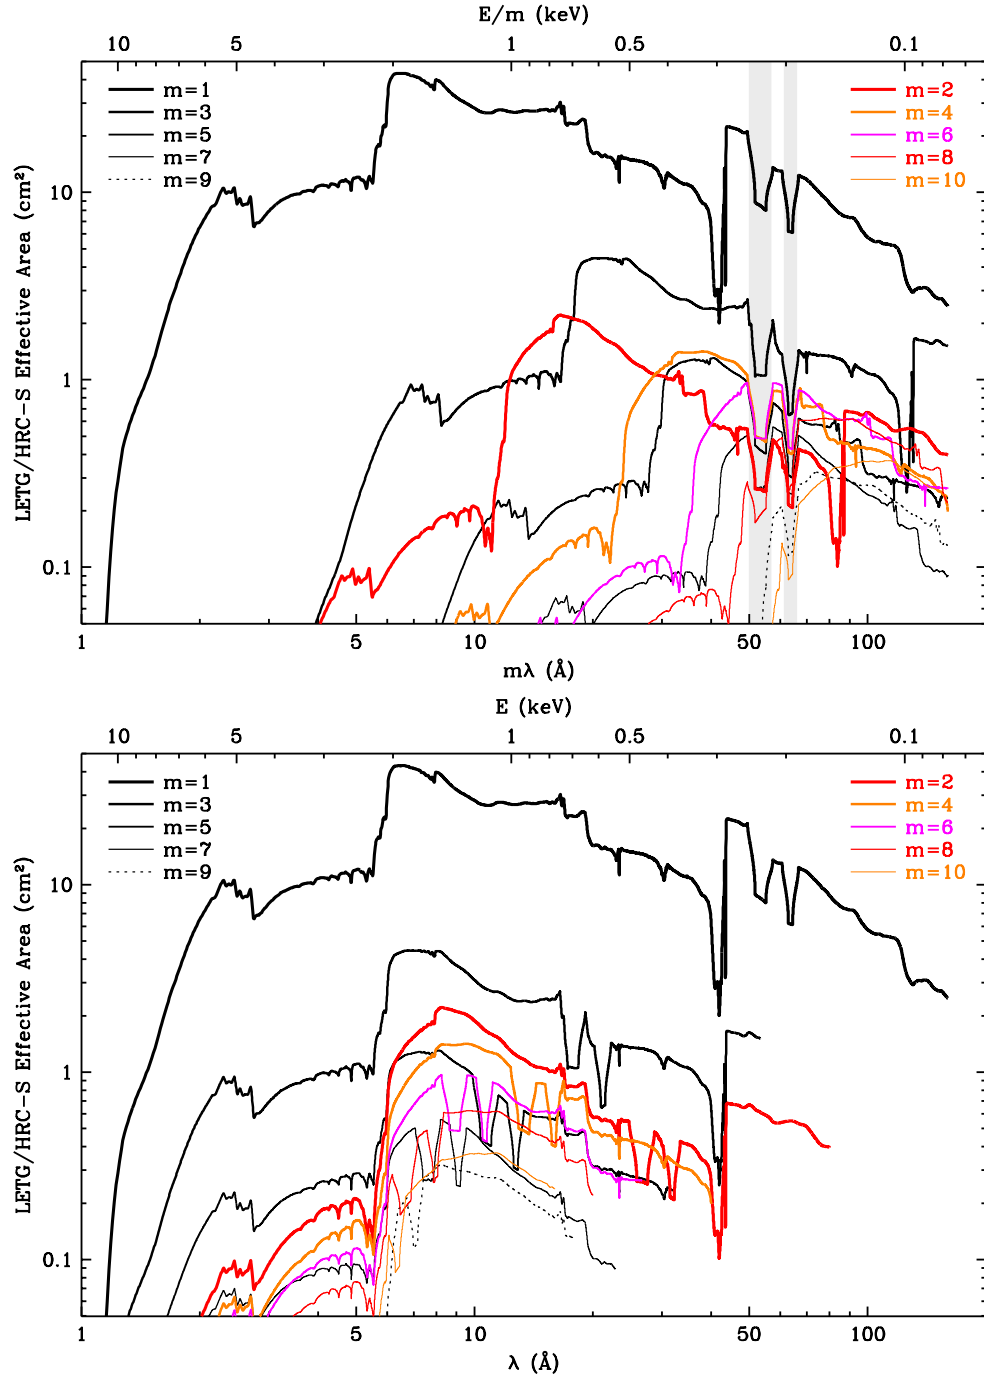 E/m (keV)
10 5 1 0.5 0.1
m=1 m=2
m=3 m=4
m=5 m=6
m=7 m=8
m=9 m=10
10
1
0.1
LETG/HRC-S Effective Area (cm²)
1 5 10 50 100
mλ (Å)
E (keV)
10 5 1 0.5 0.1
m=1 m=2
m=3 m=4
m=5 m=6
m=7 m=8
m=9 m=10
10
1
0.1
LETG/HRC-S Effective Area (cm²)
1 5 10 50 100
λ (Å)